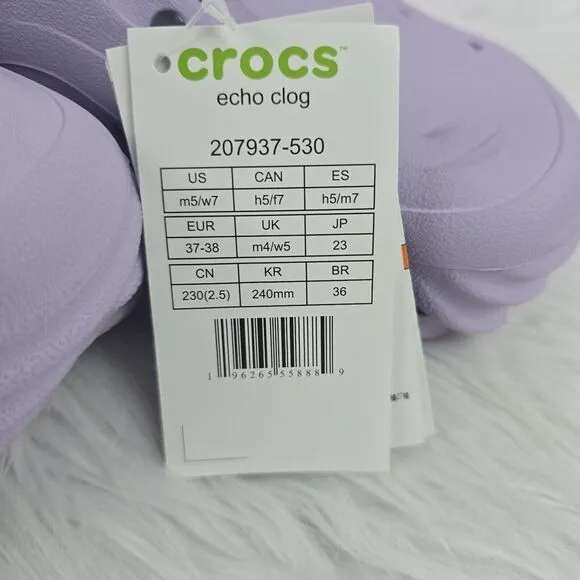 crocs™
echo clog
207937-530
US CAN ES
m5/w7 h5/f7 h5/m7
EUR UK JP
37-38 m4/w5 23
CN KR BR
230(2.5) 240mm 36
1 96265 55888 9